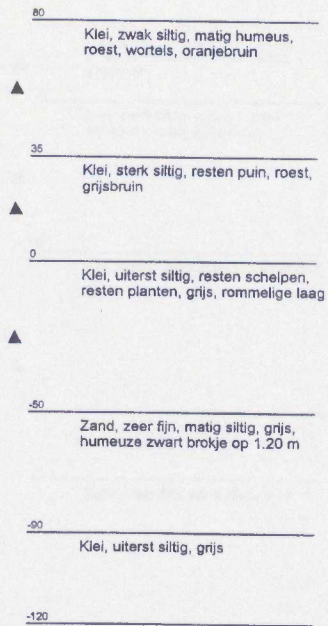 80
Klei, zwak siltig, matig humeus,
roest, wortels, oranjebruin
35
Klei, sterk siltig, resten puin, roest,
grijsbruin
0
Klei, uiterst siltig, resten schelpen,
resten planten, grijs, rommelige laag
-50
Zand, zeer fijn, matig siltig, grijs,
humeuze zwart brokje op 1.20 m
-90
Klei, uiterst siltig, grijs
-120